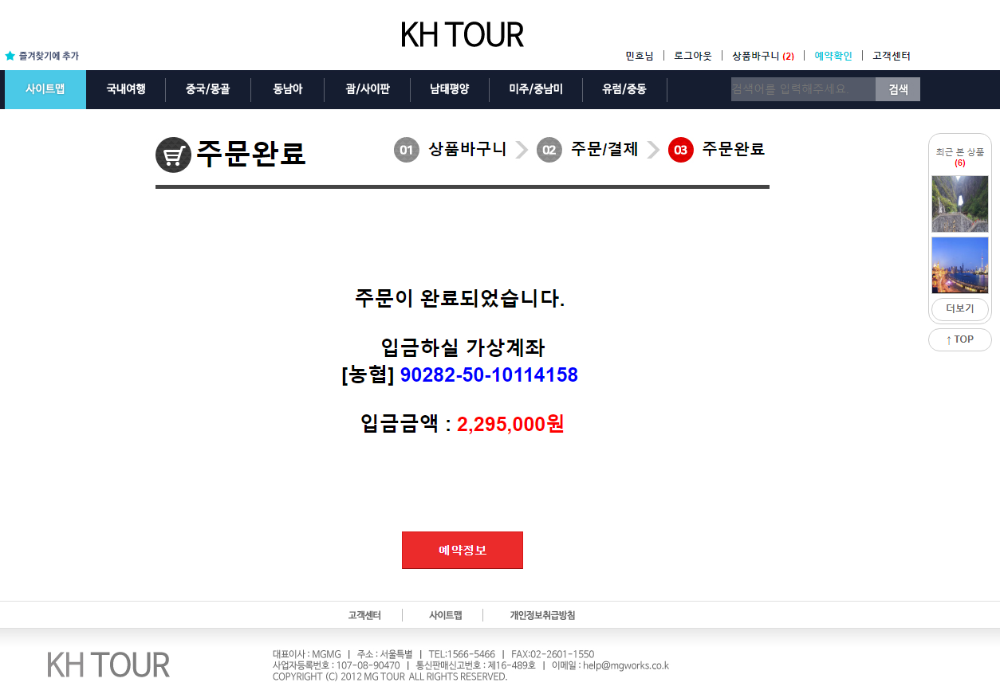 KH TOUR
즐겨찾기에 추가
민호님 로그아웃 상품바구니 (2) 예약확인 고객센터
사이트맵 국내여행 중국/몽골 동남아 괌/사이판 남태평양 미주/중남미 유럽/중동 검색어를 입력해주세요. 검색
주문완료 01 상품바구니 02 주문/결제 03 주문완료
최근 본 상품
(6)
더보기
↑ TOP
주문이 완료되었습니다.
입금하실 가상계좌
[농협] 90282-50-10114158
입금금액 : 2,295,000원
예약정보
고객센터 사이트맵 개인정보취급방침
KH TOUR
대표이사 : MGMG | 주소 : 서울특별 | TEL:1566-5466 | FAX:02-2601-1550
사업자등록번호 : 107-08-90470 | 통신판매신고번호 : 제16-489호 | 이메일 : help@mgworks.co.k
COPYRIGHT (C) 2012 MG TOUR ALL RIGHTS RESERVED.